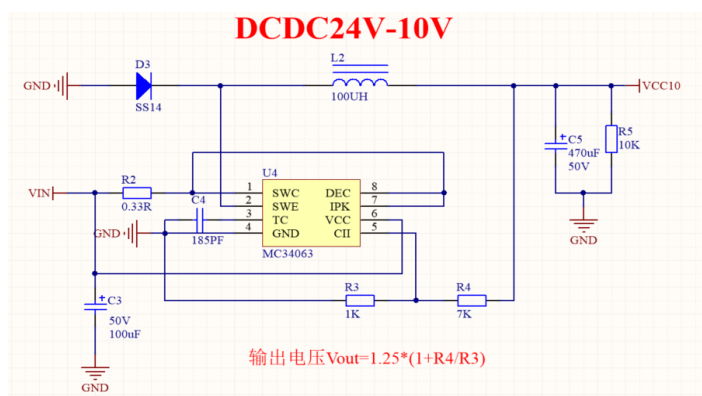 DCDC24V-10V
L2
D3
GND
VCC10
SS14
100UH
C5
470uF
50V
R5
10K
U4
R2
VIN
0.33R
C4
1 SWC DEC 8
2 SWE IPK 7
3 TC VCC 6
4 GND CII 5
GND
185PF
MC34063
GND
C3
50V
100uF
R3
1K
R4
7K
输出电压Vout=1.25*(1+R4/R3)
GND